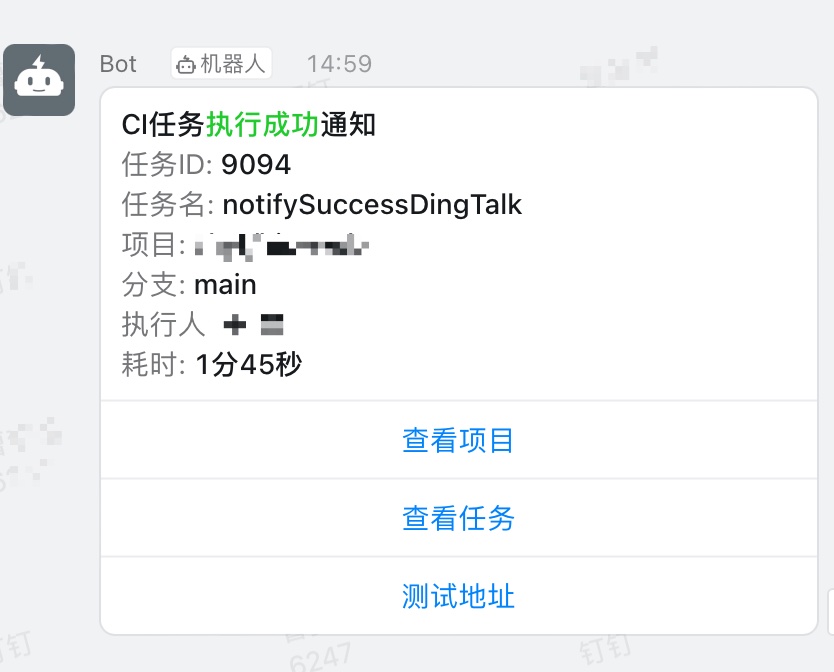 Bot 机器人 14:59
CI任务执行成功通知
任务ID: 9094
任务名: notifySuccessDingTalk
项目:
分支: main
执行人
耗时: 1分45秒
查看项目
查看任务
测试地址
钉钉
6247
钉钉